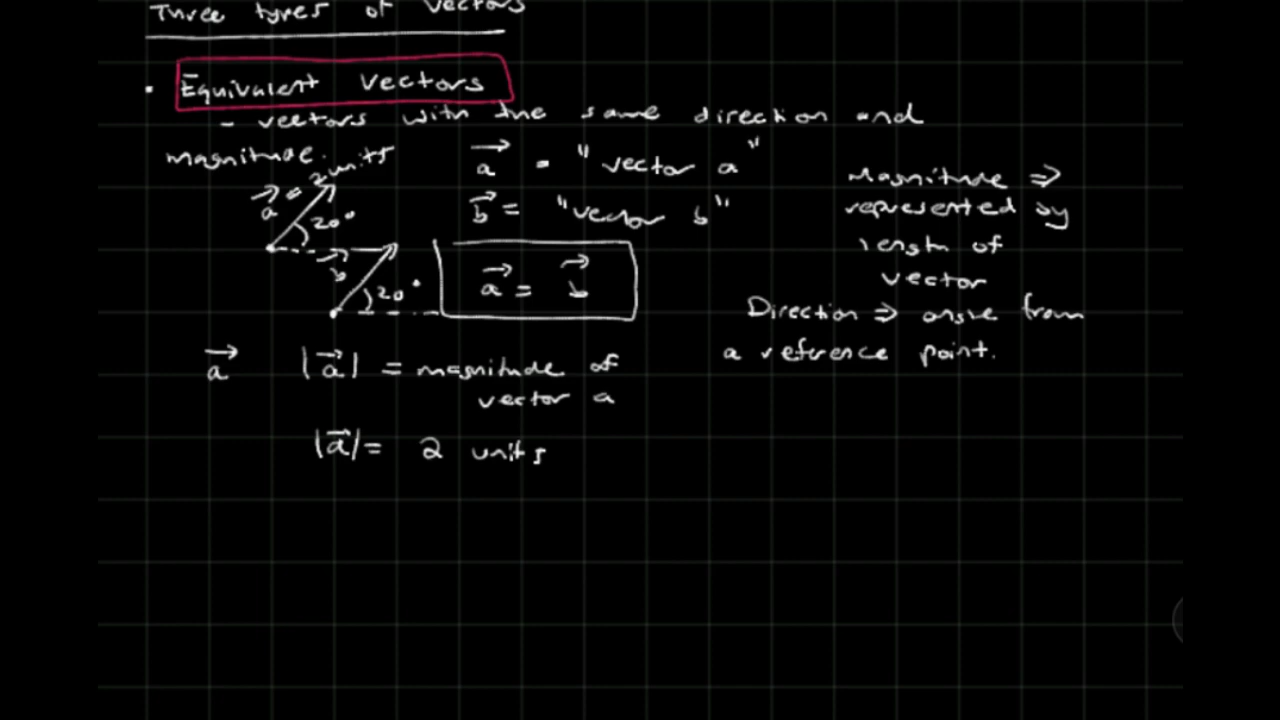 Three types of vectors
• Equivalent Vectors
- vectors with the same direction and
magnitude.
a⃗ = 2 units
20°
b⃗
20°
a⃗ = "vector a"
b⃗ = "vector b"
a⃗ = b⃗
Magnitude ⇒
represented by
length of
vector
Direction ⇒ angle from
a reference point.
a⃗ |a⃗| = magnitude of
vector a
|a⃗| = 2 units